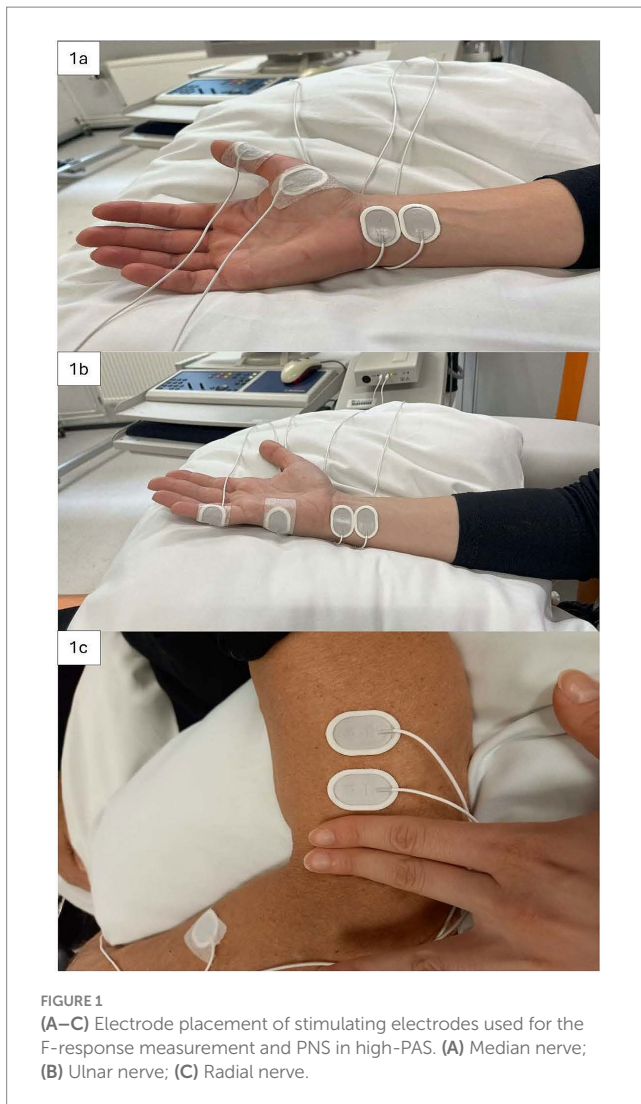 1a
1b
1c
FIGURE 1
(A–C) Electrode placement of stimulating electrodes used for the
F-response measurement and PNS in high-PAS. (A) Median nerve;
(B) Ulnar nerve; (C) Radial nerve.